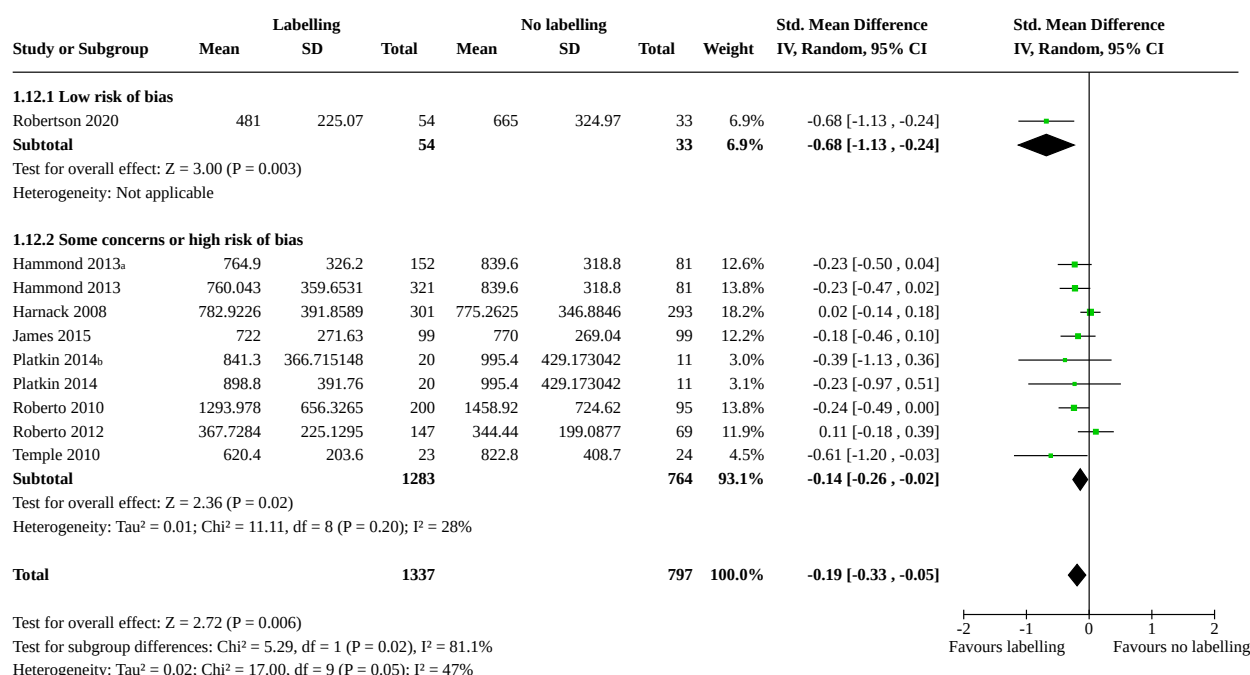 Labelling No labelling Std. Mean Difference Std. Mean Difference
Study or Subgroup Mean SD Total Mean SD Total Weight IV, Random, 95% CI IV, Random, 95% CI
1.12.1 Low risk of bias
Robertson 2020 481 225.07 54 665 324.97 33 6.9% -0.68 [-1.13 , -0.24]
Subtotal 54 33 6.9% -0.68 [-1.13 , -0.24]
Test for overall effect: Z = 3.00 (P = 0.003)
Heterogeneity: Not applicable
1.12.2 Some concerns or high risk of bias
Hammond 2013a 764.9 326.2 152 839.6 318.8 81 12.6% -0.23 [-0.50 , 0.04]
Hammond 2013 760.043 359.6531 321 839.6 318.8 81 13.8% -0.23 [-0.47 , 0.02]
Harnack 2008 782.9226 391.8589 301 775.2625 346.8846 293 18.2% 0.02 [-0.14 , 0.18]
James 2015 722 271.63 99 770 269.04 99 12.2% -0.18 [-0.46 , 0.10]
Platkin 2014b 841.3 366.715148 20 995.4 429.173042 11 3.0% -0.39 [-1.13 , 0.36]
Platkin 2014 898.8 391.76 20 995.4 429.173042 11 3.1% -0.23 [-0.97 , 0.51]
Roberto 2010 1293.978 656.3265 200 1458.92 724.62 95 13.8% -0.24 [-0.49 , 0.00]
Roberto 2012 367.7284 225.1295 147 344.44 199.0877 69 11.9% 0.11 [-0.18 , 0.39]
Temple 2010 620.4 203.6 23 822.8 408.7 24 4.5% -0.61 [-1.20 , -0.03]
Subtotal 1283 764 93.1% -0.14 [-0.26 , -0.02]
Test for overall effect: Z = 2.36 (P = 0.02)
Heterogeneity: Tau² = 0.01; Chi² = 11.11, df = 8 (P = 0.20); I² = 28%
Total 1337 797 100.0% -0.19 [-0.33 , -0.05]
Test for overall effect: Z = 2.72 (P = 0.006)
-2 -1 0 1 2
Test for subgroup differences: Chi² = 5.29, df = 1 (P = 0.02), I² = 81.1% Favours labelling Favours no labelling
Heterogeneity: Tau² = 0.02; Chi² = 17.00, df = 9 (P = 0.05); I² = 47%